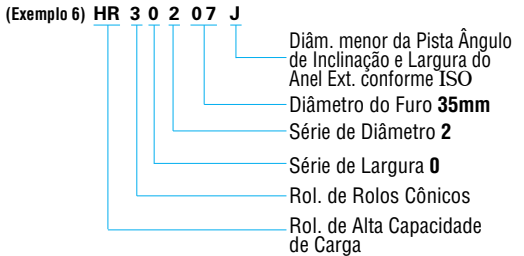 (Exemplo 6) HR 3 0 2 07 J
Diâm. menor da Pista Ângulo
de Inclinação e Largura do
Anel Ext. conforme ISO
Diâmetro do Furo 35mm
Série de Diâmetro 2
Série de Largura 0
Rol. de Rolos Cônicos
Rol. de Alta Capacidade
de Carga